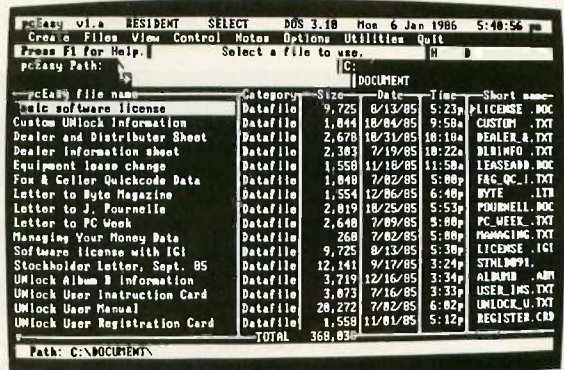 pcEasy v1.a RESIDENT SELECT DOS 3.10 Mon 6 Jan 1986 5:40:56 pm
Create Files View Control Notes Options Utilities Quit
Press F1 for Help. Select a file to use. N D
pcEasy Path: C:
DOCUMENT
pcEasy file name Category Size Date Time Short name
Basic software license Datafile 9,725 8/13/85 5:23p LICENSE .DOC
Custom UNlock Information Datafile 1,044 10/04/85 9:50a CUSTOM .TXT
Dealer and Distributer Sheet Datafile 2,678 10/31/85 10:10a DEALER_&.TXT
Dealer information sheet Datafile 2,303 7/19/85 10:22a DLRINFO .TXT
Equipment lease change Datafile 1,550 11/18/85 11:50a LEASEADD.DOC
Fox & Geller Quickcode Data Datafile 1,040 7/02/85 5:00p F&G_QC_I.TXT
Letter to Byte Magazine Datafile 1,554 12/06/85 6:40p BYTE .LTR
Letter to J. Pournelle Datafile 2,019 10/25/85 5:53p POURNELL.DOC
Letter to PC Week Datafile 2,640 7/09/85 5:00p PC_WEEK_.TXT
Managing Your Money Data Datafile 260 7/02/85 5:00p MANAGING.TXT
Software license with IGI Datafile 9,725 8/13/85 5:30p LICENSE .IGI
Stockholder Letter, Sept. 85 Datafile 12,141 9/17/85 3:24p STHLD091.
UNlock Album B Information Datafile 3,719 12/16/85 3:34p ALBUMB .ADM
UNlock User Instruction Card Datafile 3,073 7/16/85 3:33p USER_INS.TXT
UNlock User Manual Datafile 20,272 7/02/85 6:02p UNLOCK_U.TXT
UNlock User Registration Card Datafile 1,550 11/01/85 5:12p REGISTER.CRD
TOTAL
Path: C:\DOCUMENT\